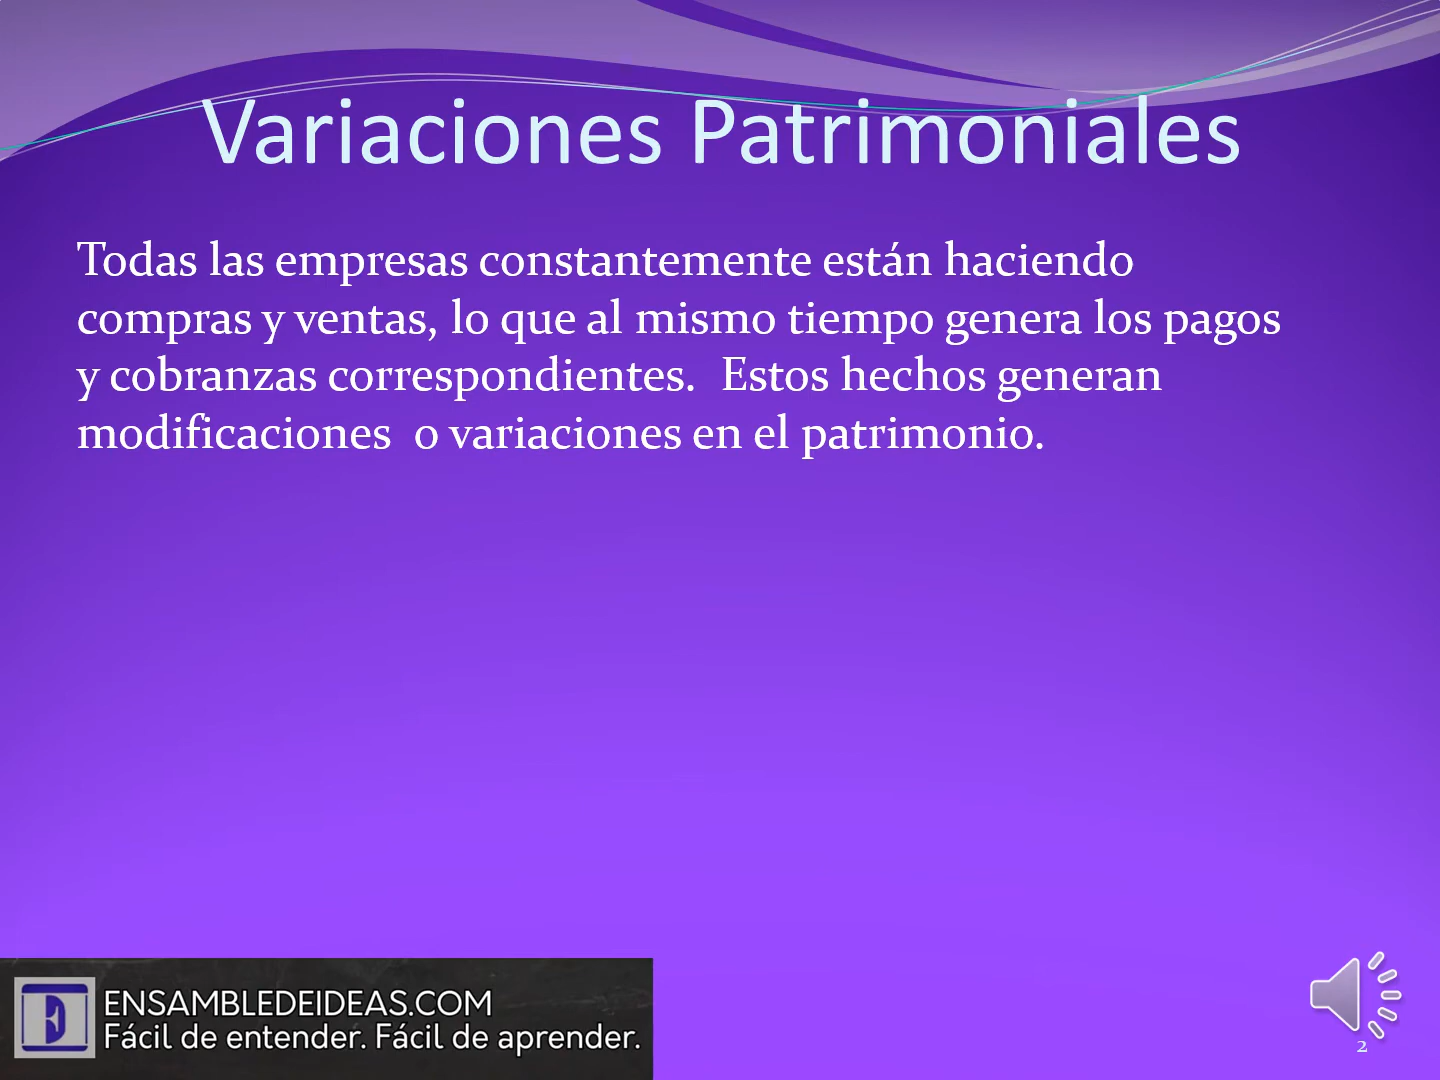 Variaciones Patrimoniales
Todas las empresas constantemente están haciendo
compras y ventas, lo que al mismo tiempo genera los pagos
y cobranzas correspondientes.  Estos hechos generan
modificaciones  o variaciones en el patrimonio.
E
ENSAMBLEDEIDEAS.COM
Fácil de entender. Fácil de aprender.
2